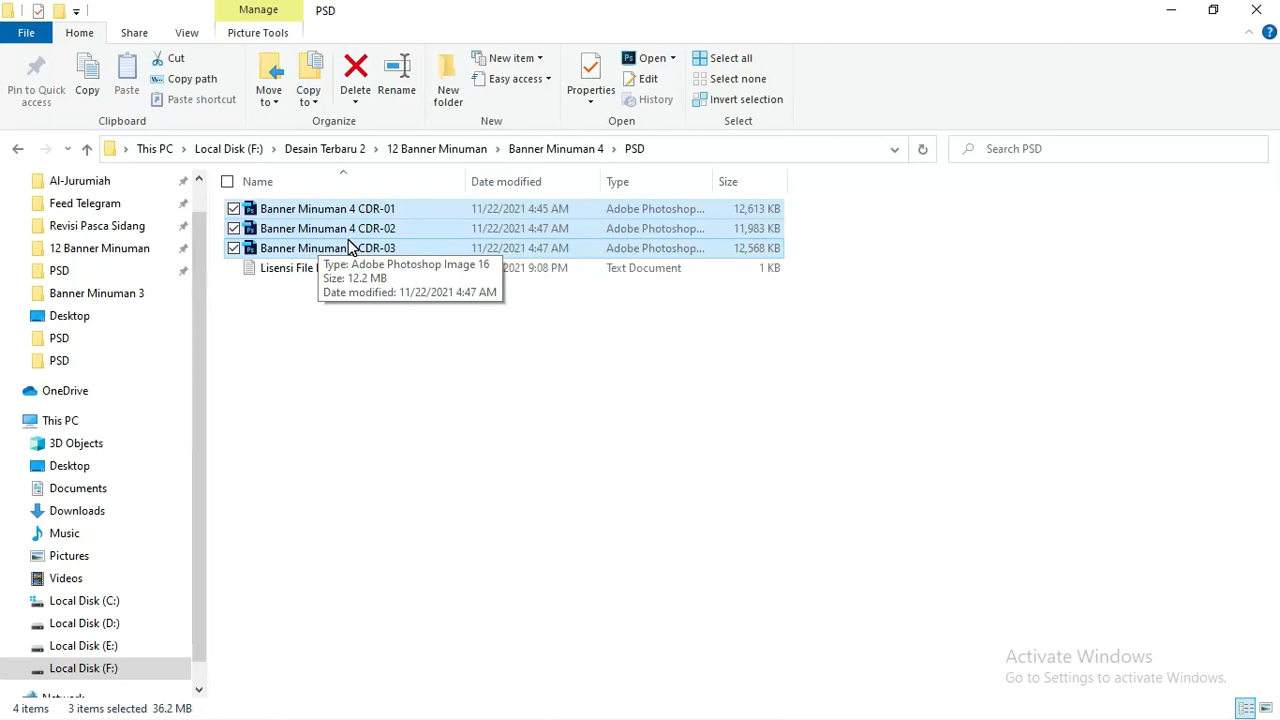 Manage PSD
File Home Share View Picture Tools
Pin to Quick access
Copy
Paste
Cut
Copy path
Paste shortcut
Clipboard
Move to
Copy to
Delete
Rename
Organize
New folder
New item
Easy access
New
Properties
Open
Edit
History
Open
Select all
Select none
Invert selection
Select
This PC Local Disk (F:) Desain Terbaru 2 12 Banner Minuman Banner Minuman 4 PSD
Search PSD
Al-Jurumiah
Feed Telegram
Revisi Pasca Sidang
12 Banner Minuman
PSD
Banner Minuman 3
Desktop
PSD
PSD
OneDrive
This PC
3D Objects
Desktop
Documents
Downloads
Music
Pictures
Videos
Local Disk (C:)
Local Disk (D:)
Local Disk (E:)
Local Disk (F:)
Name Date modified Type Size
Banner Minuman 4 CDR-01 11/22/2021 4:45 AM Adobe Photoshop... 12,613 KB
Banner Minuman 4 CDR-02 11/22/2021 4:47 AM Adobe Photoshop... 11,983 KB
Banner Minuman CDR-03 11/22/2021 4:47 AM Adobe Photoshop... 12,568 KB
Lisensi File 2021 9:08 PM Text Document 1 KB
Type: Adobe Photoshop Image 16
Size: 12.2 MB
Date modified: 11/22/2021 4:47 AM
Activate Windows
Go to Settings to activate Windows.
4 items 3 items selected 36.2 MB